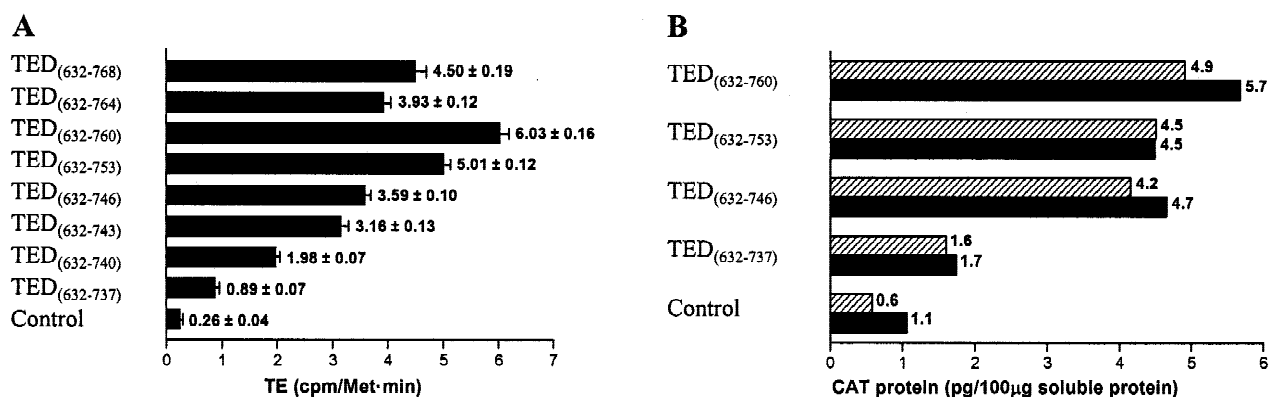 A
TED(632-768) 4.50 ± 0.19
TED(632-764) 3.93 ± 0.12
TED(632-760) 6.03 ± 0.16
TED(632-753) 5.01 ± 0.12
TED(632-746) 3.59 ± 0.10
TED(632-743) 3.16 ± 0.13
TED(632-740) 1.98 ± 0.07
TED(632-737) 0.89 ± 0.07
Control 0.26 ± 0.04
0 1 2 3 4 5 6 7
TE (cpm/Met·min)
B
TED(632-760) 4.9
5.7
TED(632-753) 4.5
4.5
TED(632-746) 4.2
4.7
TED(632-737) 1.6
1.7
Control 0.6
1.1
0 1 2 3 4 5 6
CAT protein (pg/100μg soluble protein)